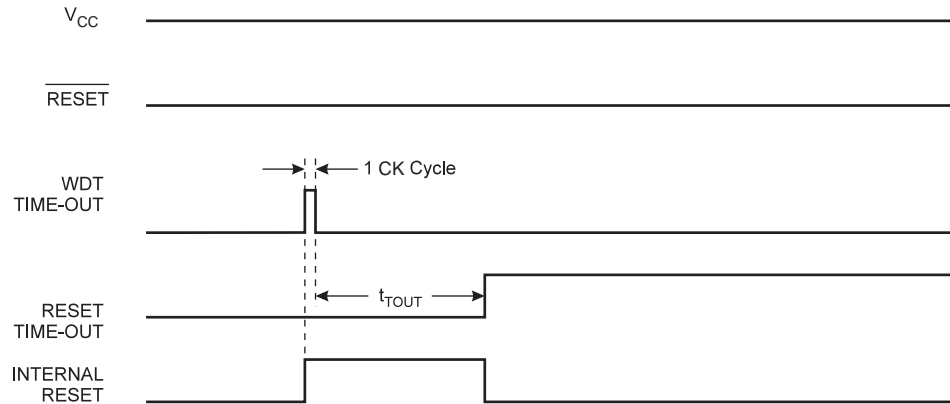 VCC
RESET
1 CK Cycle
WDT
TIME-OUT
tTOUT
RESET
TIME-OUT
INTERNAL
RESET